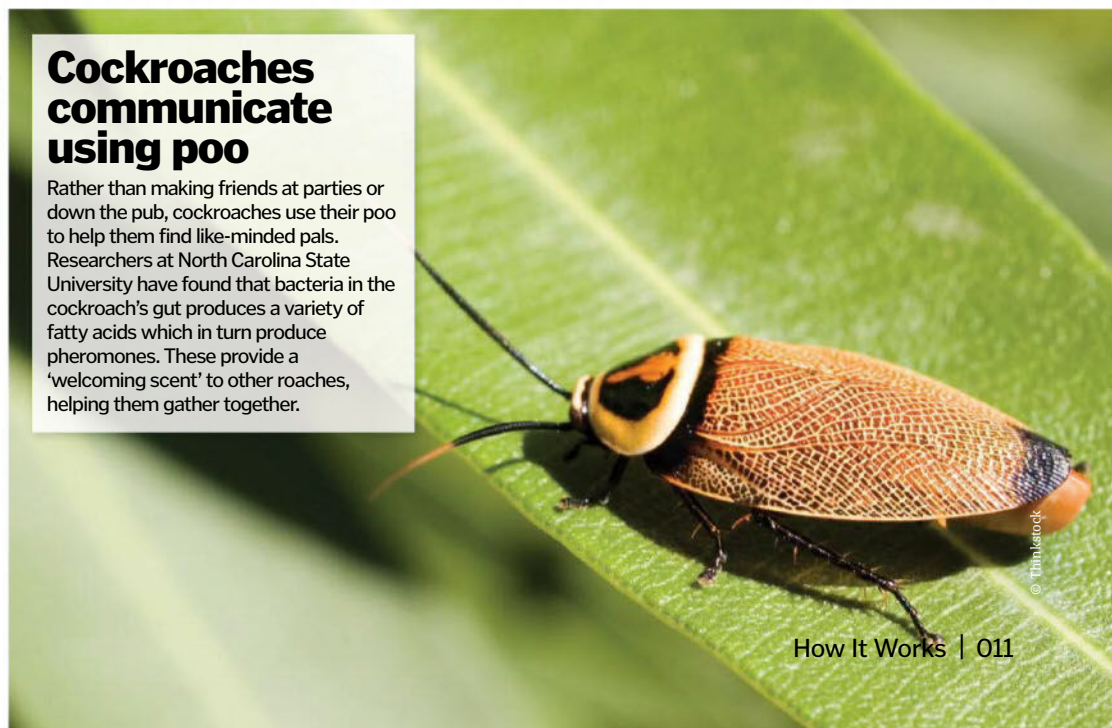 Cockroaches
communicate
using poo
Rather than making friends at parties or
down the pub, cockroaches use their poo
to help them find like-minded pals.
Researchers at North Carolina State
University have found that bacteria in the
cockroach's gut produces a variety of
fatty acids which in turn produce
pheromones. These provide a
‘welcoming scent’ to other roaches,
helping them gather together.
© Thinkstock
How It Works | 011